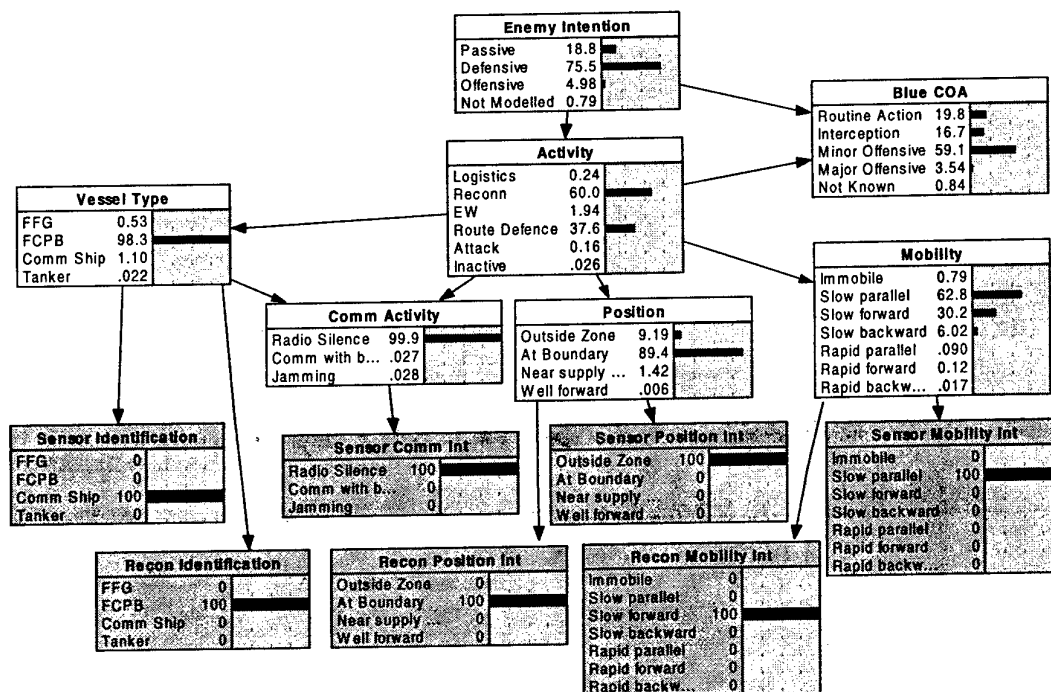 Enemy Intention
Passive 18.8
Defensive 75.5
Offensive 4.98
Not Modelled 0.79
Blue COA
Routine Action 19.8
Interception 16.7
Minor Offensive 59.1
Major Offensive 3.54
Not Known 0.84
Activity
Logistics 0.24
Reconn 60.0
EW 1.94
Route Defence 37.6
Attack 0.16
Inactive .026
Vessel Type
FFG 0.53
FCPB 98.3
Comm Ship 1.10
Tanker .022
Mobility
Immobile 0.79
Slow parallel 62.8
Slow forward 30.2
Slow backward 6.02
Rapid parallel .090
Rapid forward 0.12
Rapid backw... .017
Comm Activity
Radio Silence 99.9
Comm with b... .027
Jamming .028
Position
Outside Zone 9.19
At Boundary 89.4
Near supply ... 1.42
Well forward .006
Sensor Identification
FFG 0
FCPB 0
Comm Ship 100
Tanker 0
Sensor Comm Int
Radio Silence 100
Comm with b... 0
Jamming 0
Sensor Position Int
Outside Zone 100
At Boundary 0
Near supply ... 0
Well forward 0
Sensor Mobility Int
Immobile 0
Slow parallel 100
Slow forward 0
Slow backward 0
Rapid parallel 0
Rapid forward 0
Rapid backw... 0
Recon Identification
FFG 0
FCPB 100
Comm Ship 0
Tanker 0
Recon Position Int
Outside Zone 0
At Boundary 100
Near supply ... 0
Well forward 0
Recon Mobility Int
Immobile 0
Slow parallel 0
Slow forward 100
Slow backward 0
Rapid parallel 0
Rapid forward 0
Rapid backw... 0